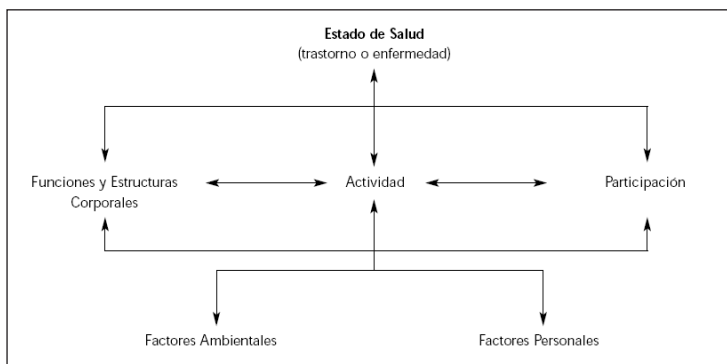 Estado de Salud
(trastorno o enfermedad)
Funciones y Estructuras
Corporales
Actividad
Participación
Factores Ambientales
Factores Personales